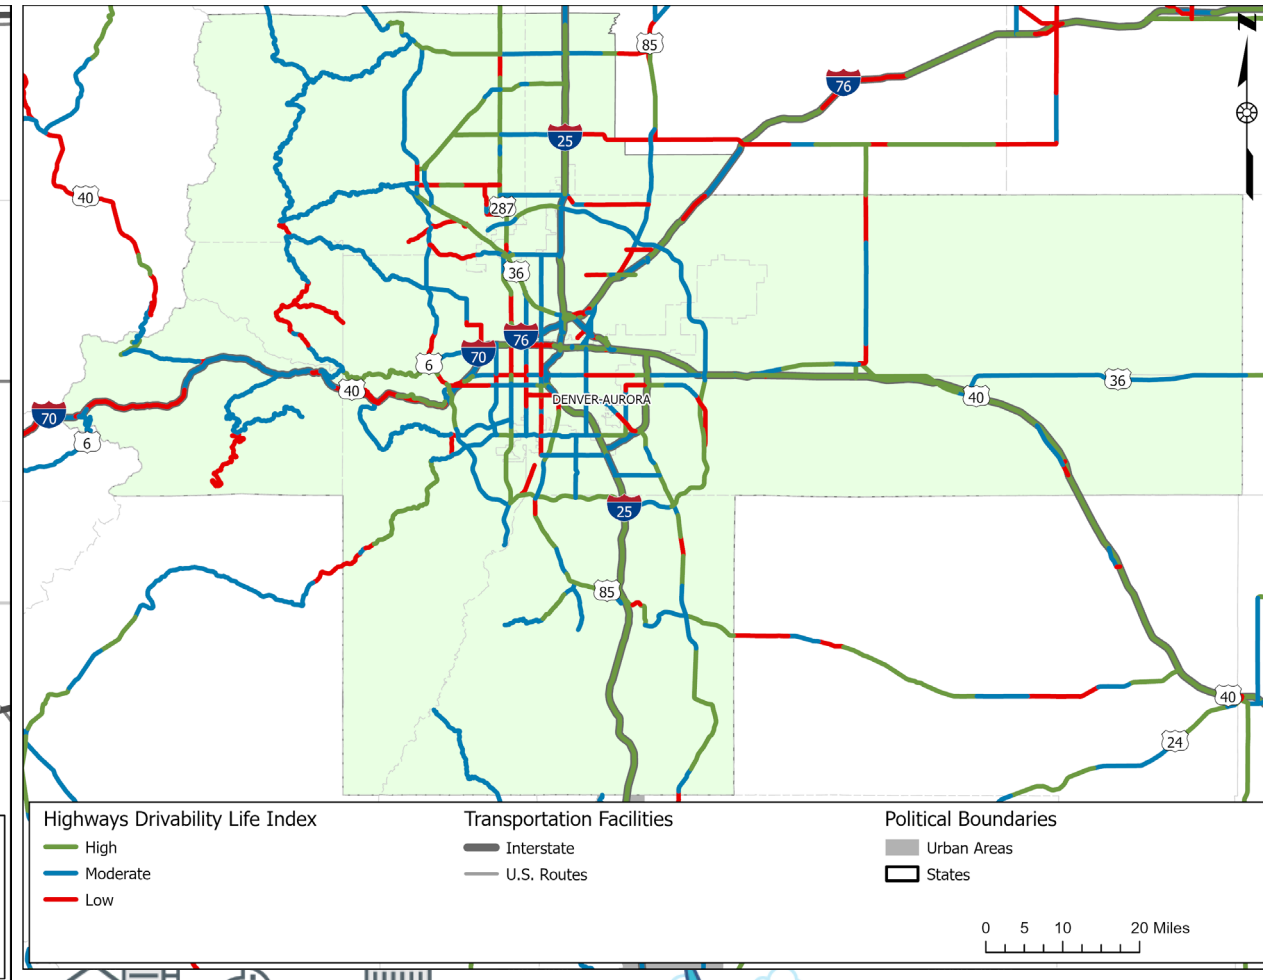 N
85
76
25
40
287
36
76
70
6
40
40
36
DENVER-AURORA
70
6
25
85
40
24
Highways Drivability Life Index
High
Moderate
Low
Transportation Facilities
Interstate
U.S. Routes
Political Boundaries
Urban Areas
States
0 5 10 20 Miles